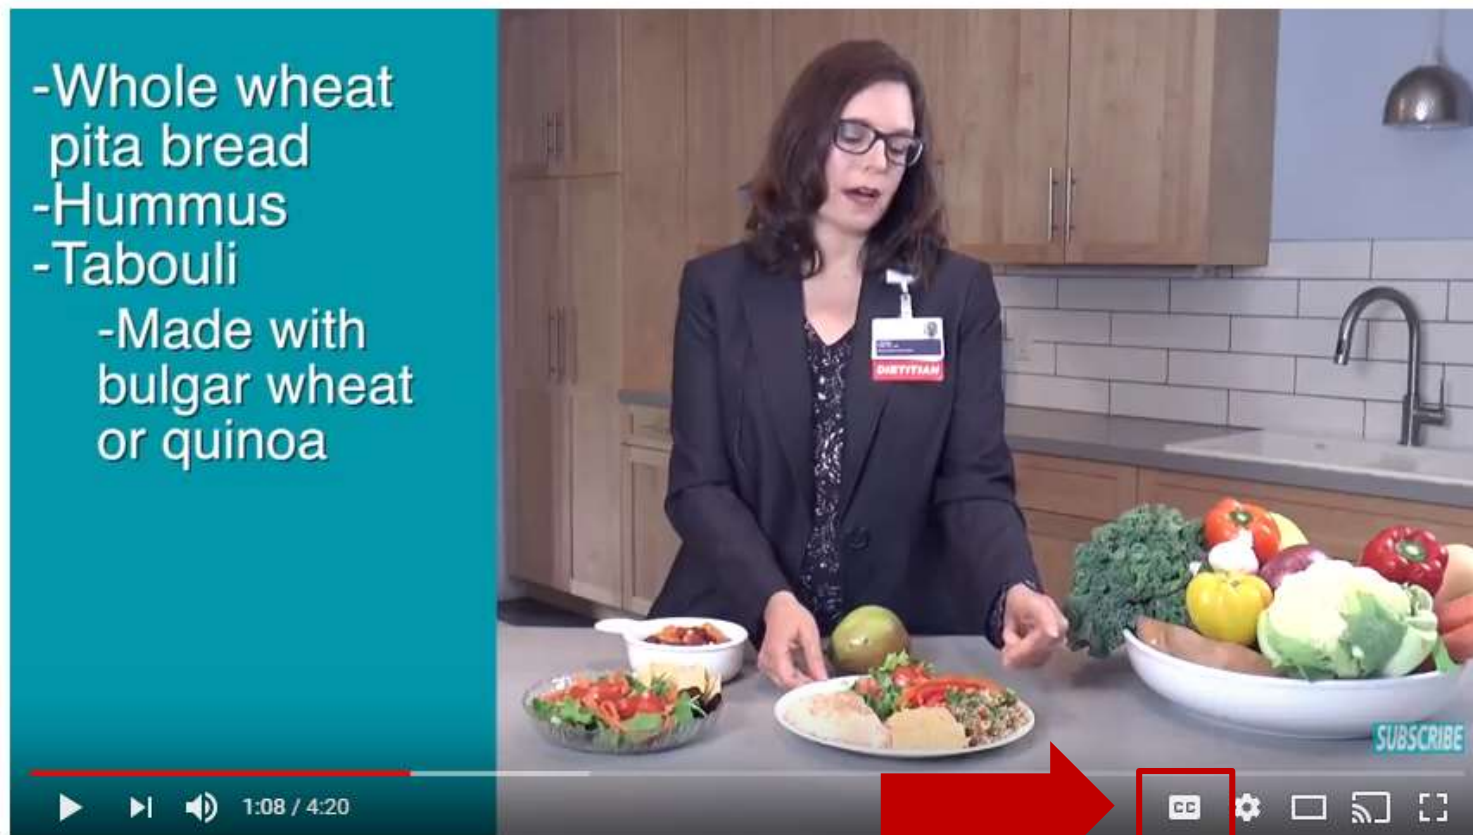 -Whole wheat
pita bread
-Hummus
-Tabouli
-Made with
bulgar wheat
or quinoa
DIETITIAN
SUBSCRIBE
1:08 / 4:20
CC